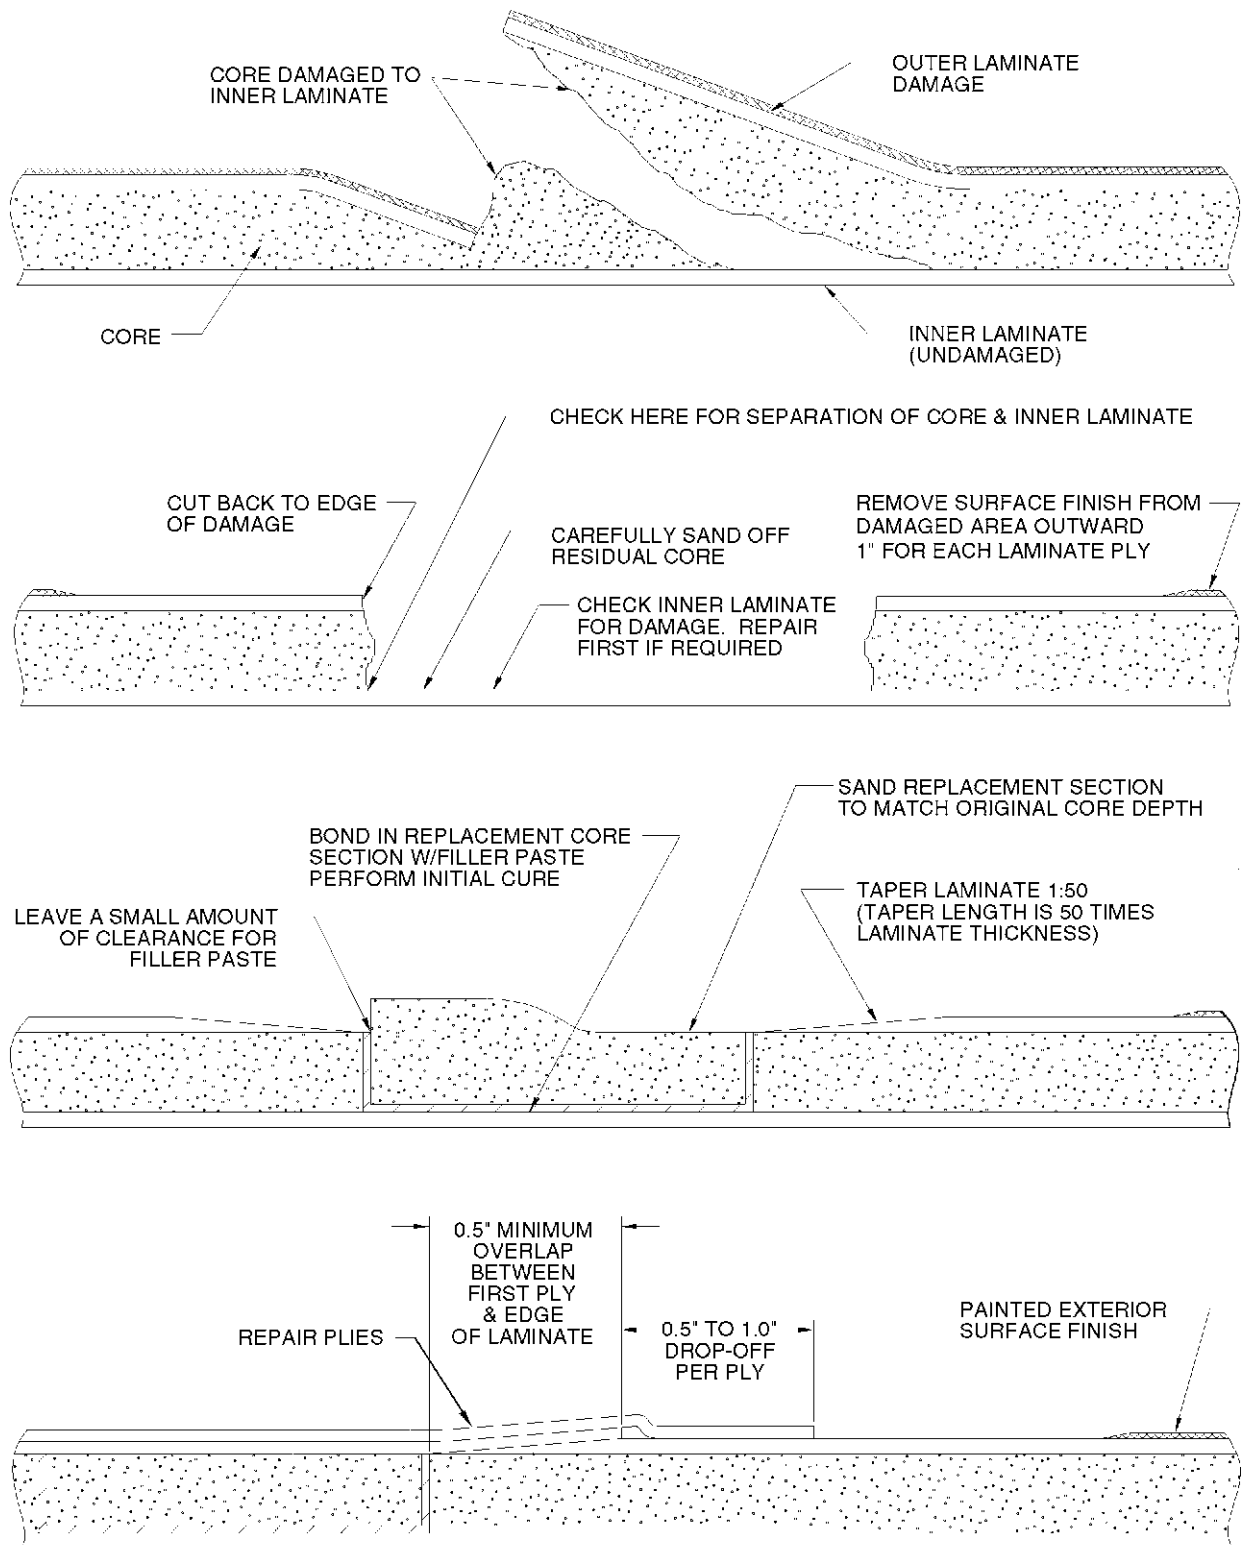 CORE DAMAGED TO
INNER LAMINATE
OUTER LAMINATE
DAMAGE
CORE
INNER LAMINATE
(UNDAMAGED)
CHECK HERE FOR SEPARATION OF CORE & INNER LAMINATE
CUT BACK TO EDGE
OF DAMAGE
REMOVE SURFACE FINISH FROM
DAMAGED AREA OUTWARD
1" FOR EACH LAMINATE PLY
CAREFULLY SAND OFF
RESIDUAL CORE
CHECK INNER LAMINATE
FOR DAMAGE. REPAIR
FIRST IF REQUIRED
SAND REPLACEMENT SECTION
TO MATCH ORIGINAL CORE DEPTH
BOND IN REPLACEMENT CORE
SECTION W/FILLER PASTE
PERFORM INITIAL CURE
TAPER LAMINATE 1:50
(TAPER LENGTH IS 50 TIMES
LAMINATE THICKNESS)
LEAVE A SMALL AMOUNT
OF CLEARANCE FOR
FILLER PASTE
0.5" MINIMUM
OVERLAP
BETWEEN
FIRST PLY
& EDGE
OF LAMINATE
REPAIR PLIES
0.5" TO 1.0"
DROP-OFF
PER PLY
PAINTED EXTERIOR
SURFACE FINISH